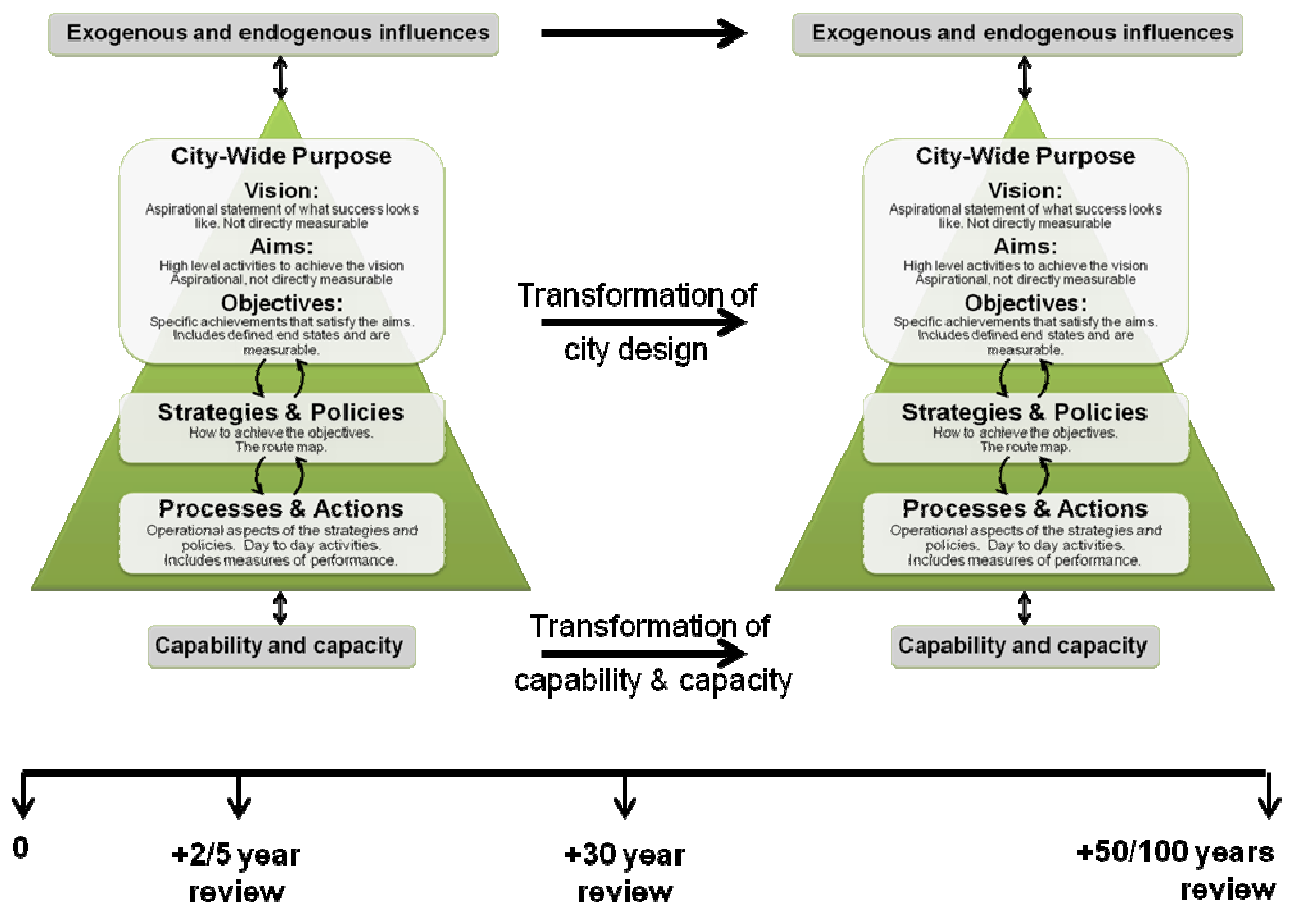 Exogenous and endogenous influences
City-Wide Purpose
Vision:
Aspirational statement of what success looks
like. Not directly measurable
Aims:
High level activities to achieve the vision
Aspirational, not directly measurable
Objectives:
Specific achievements that satisfy the aims.
Includes defined end states and are
measurable.
Strategies & Policies
How to achieve the objectives.
The route map.
Processes & Actions
Operational aspects of the strategies and
policies. Day to day activities.
Includes measures of performance.
Capability and capacity
Transformation of
city design
Transformation of
capability & capacity
Exogenous and endogenous influences
City-Wide Purpose
Vision:
Aspirational statement of what success looks
like. Not directly measurable
Aims:
High level activities to achieve the vision
Aspirational, not directly measurable
Objectives:
Specific achievements that satisfy the aims.
Includes defined end states and are
measurable.
Strategies & Policies
How to achieve the objectives.
The route map.
Processes & Actions
Operational aspects of the strategies and
policies. Day to day activities.
Includes measures of performance.
Capability and capacity
0
+2/5 year
review
+30 year
review
+50/100 years
review